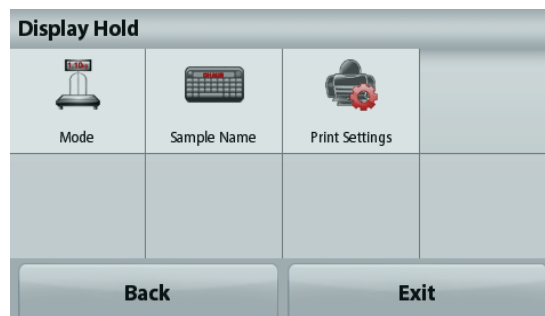 Display Hold
Mode
Sample Name
Print Settings
Back
Exit